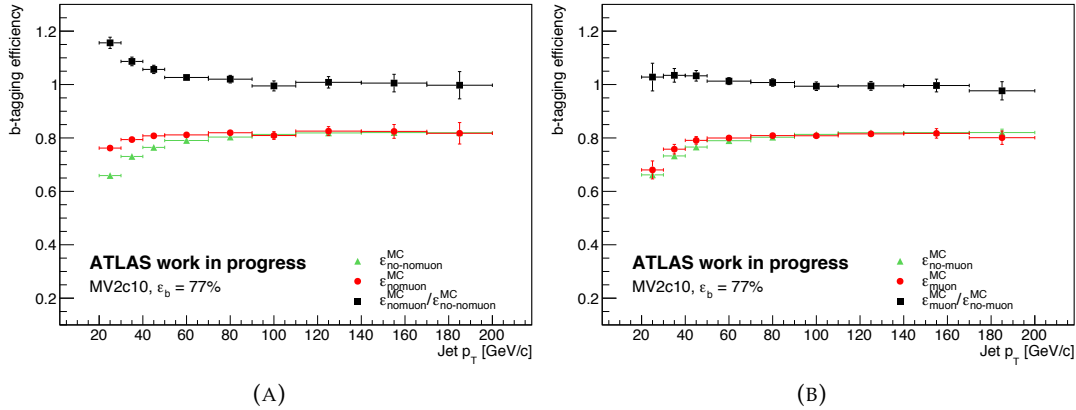 b-tagging efficiency
1.2
1
0.8
0.6
0.4
0.2
ATLAS work in progress
MV2c10, ε_b = 77%
ε^MC_no-nomuon
ε^MC_nomuon
ε^MC_nomuon/ε^MC_no-nomuon
20 40 60 80 100 120 140 160 180 200
Jet p_T [GeV/c]
(A)
b-tagging efficiency
1.2
1
0.8
0.6
0.4
0.2
ATLAS work in progress
MV2c10, ε_b = 77%
ε^MC_no-muon
ε^MC_muon
ε^MC_muon/ε^MC_no-muon
20 40 60 80 100 120 140 160 180 200
Jet p_T [GeV/c]
(B)